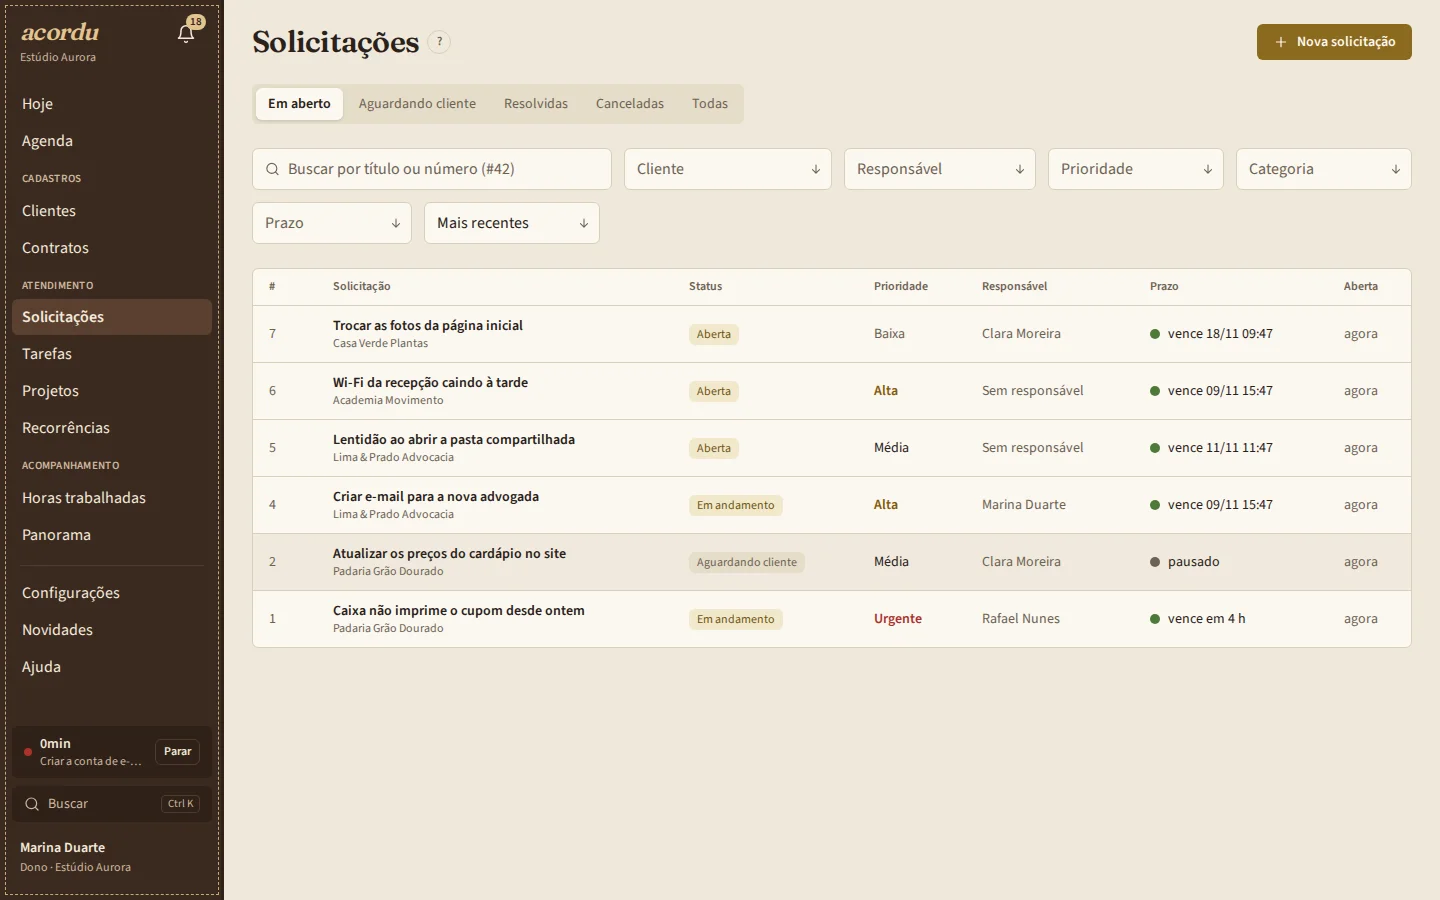 acordu
18
Estúdio Aurora
Hoje
Agenda
CADASTROS
Clientes
Contratos
ATENDIMENTO
Solicitações
Tarefas
Projetos
Recorrências
ACOMPANHAMENTO
Horas trabalhadas
Panorama
Configurações
Novidades
Ajuda
0min
Criar a conta de e-...
Parar
Buscar
Ctrl K
Marina Duarte
Dono · Estúdio Aurora
Solicitações ?
+ Nova solicitação
Em aberto Aguardando cliente Resolvidas Canceladas Todas
Buscar por título ou número (#42) Cliente Responsável Prioridade Categoria
Prazo Mais recentes
# Solicitação Status Prioridade Responsável Prazo Aberta
7 Trocar as fotos da página inicial Aberta Baixa Clara Moreira vence 18/11 09:47 agora
Casa Verde Plantas
6 Wi-Fi da recepção caindo à tarde Aberta Alta Sem responsável vence 09/11 15:47 agora
Academia Movimento
5 Lentidão ao abrir a pasta compartilhada Aberta Média Sem responsável vence 11/11 11:47 agora
Lima & Prado Advocacia
4 Criar e-mail para a nova advogada Em andamento Alta Marina Duarte vence 09/11 15:47 agora
Lima & Prado Advocacia
2 Atualizar os preços do cardápio no site Aguardando cliente Média Clara Moreira pausado agora
Padaria Grão Dourado
1 Caixa não imprime o cupom desde ontem Em andamento Urgente Rafael Nunes vence em 4 h agora
Padaria Grão Dourado